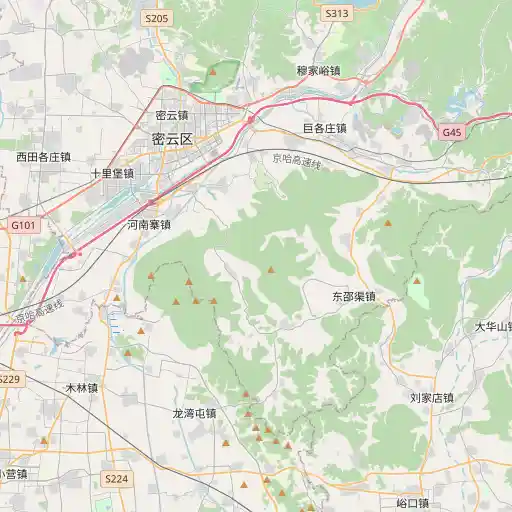 S205
S313
穆家峪镇
密云镇
巨各庄镇
密云区
G45
西田各庄镇
京哈高速线
十里堡镇
G101
河南寨镇
东邵渠镇
京哈高速线
大华山镇
S229
木林镇
刘家店镇
龙湾屯镇
小营镇
S224
峪口镇